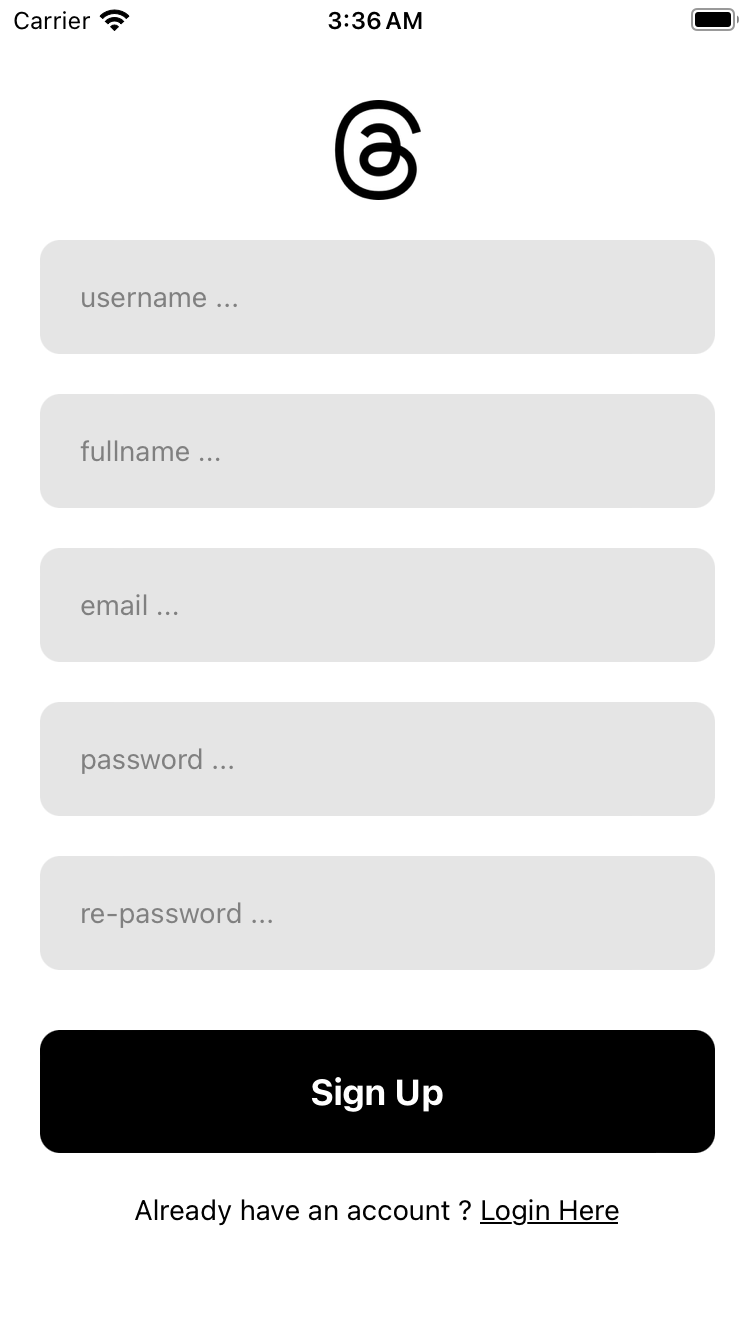 Carrier 3:36 AM
username ...
fullname ...
email ...
password ...
re-password ...
Sign Up
Already have an account ? Login Here